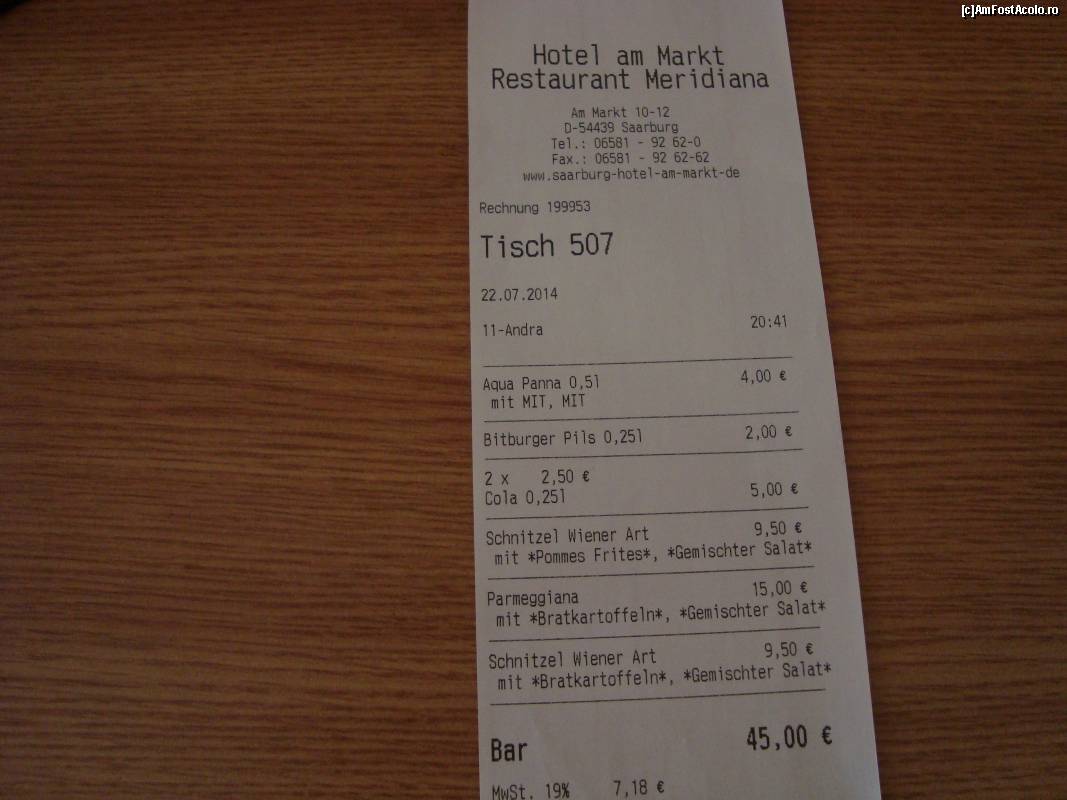 [c]AmFostAcolo.ro
Hotel am Markt
Restaurant Meridiana
Am Markt 10-12
D-54439 Saarburg
Tel.: 06581 - 92 62-0
Fax.: 06581 - 92 62-62
www.saarburg-hotel-am-markt-de
Rechnung 199953
Tisch 507
22.07.2014
11-Andra 20:41
Aqua Panna 0,5l 4,00 €
mit MIT, MIT
Bitburger Pils 0,25l 2,00 €
2 x 2,50 €
Cola 0,25l 5,00 €
Schnitzel Wiener Art 9,50 €
mit *Pommes Frites*, *Gemischter Salat*
Parmeggiana 15,00 €
mit *Bratkartoffeln*, *Gemischter Salat*
Schnitzel Wiener Art 9,50 €
mit *Bratkartoffeln*, *Gemischter Salat*
Bar 45,00 €
MwSt. 19% 7,18 €